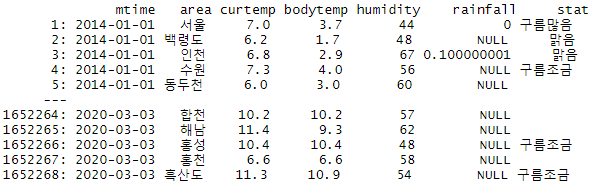 mtime area curtemp bodytemp humidity rainfall stat
1: 2014-01-01 서울 7.0 3.7 44 0 구름많음
2: 2014-01-01 백령도 6.2 1.7 48 NULL 맑음
3: 2014-01-01 인천 6.8 2.9 67 0.100000001 맑음
4: 2014-01-01 수원 7.3 4.0 56 NULL 구름조금
5: 2014-01-01 동두천 6.0 3.0 60 NULL
---
1652264: 2020-03-03 합천 10.2 10.2 57 NULL
1652265: 2020-03-03 해남 11.4 9.3 62 NULL
1652266: 2020-03-03 홍성 10.4 10.4 48 NULL 구름조금
1652267: 2020-03-03 홍천 6.6 6.6 58 NULL
1652268: 2020-03-03 흑산도 11.3 10.9 54 NULL 구름조금